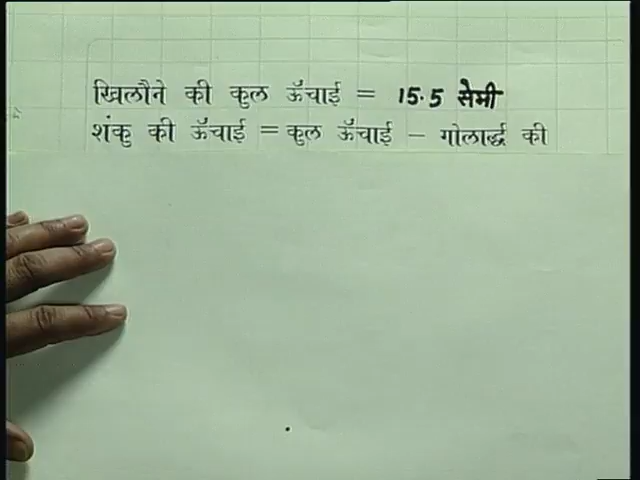 खिलौने की कुल ऊँचाई = 15.5 सेमी
शंकु की ऊँचाई = कुल ऊँचाई - गोलार्द्ध की